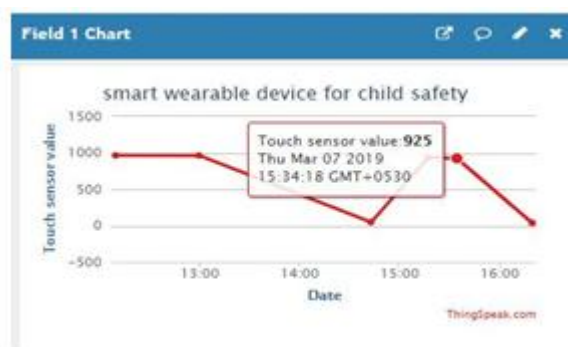 Field 1 Chart
smart wearable device for child safety
Touch sensor value
1500
1000
500
0
-500
Touch sensor value:925
Thu Mar 07 2019
15:34:18 GMT+0530
13:00
14:00
15:00
16:00
Date
ThingSpeak.com